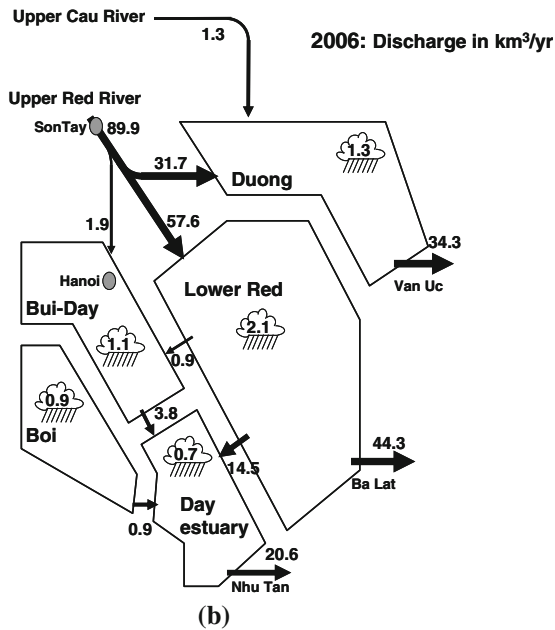 Upper Cau River
1.3
2006: Discharge in km³/yr
Upper Red River
SonTay
89.9
1.3
31.7
Duong
57.6
1.9
34.3
Van Uc
Hanoi
Bui-Day
Lower Red
2.1
1.1
0.9
0.9
Boi
3.8
0.7
14.5
44.3
Ba Lat
Day
estuary
0.9
20.6
Nhu Tan
(b)